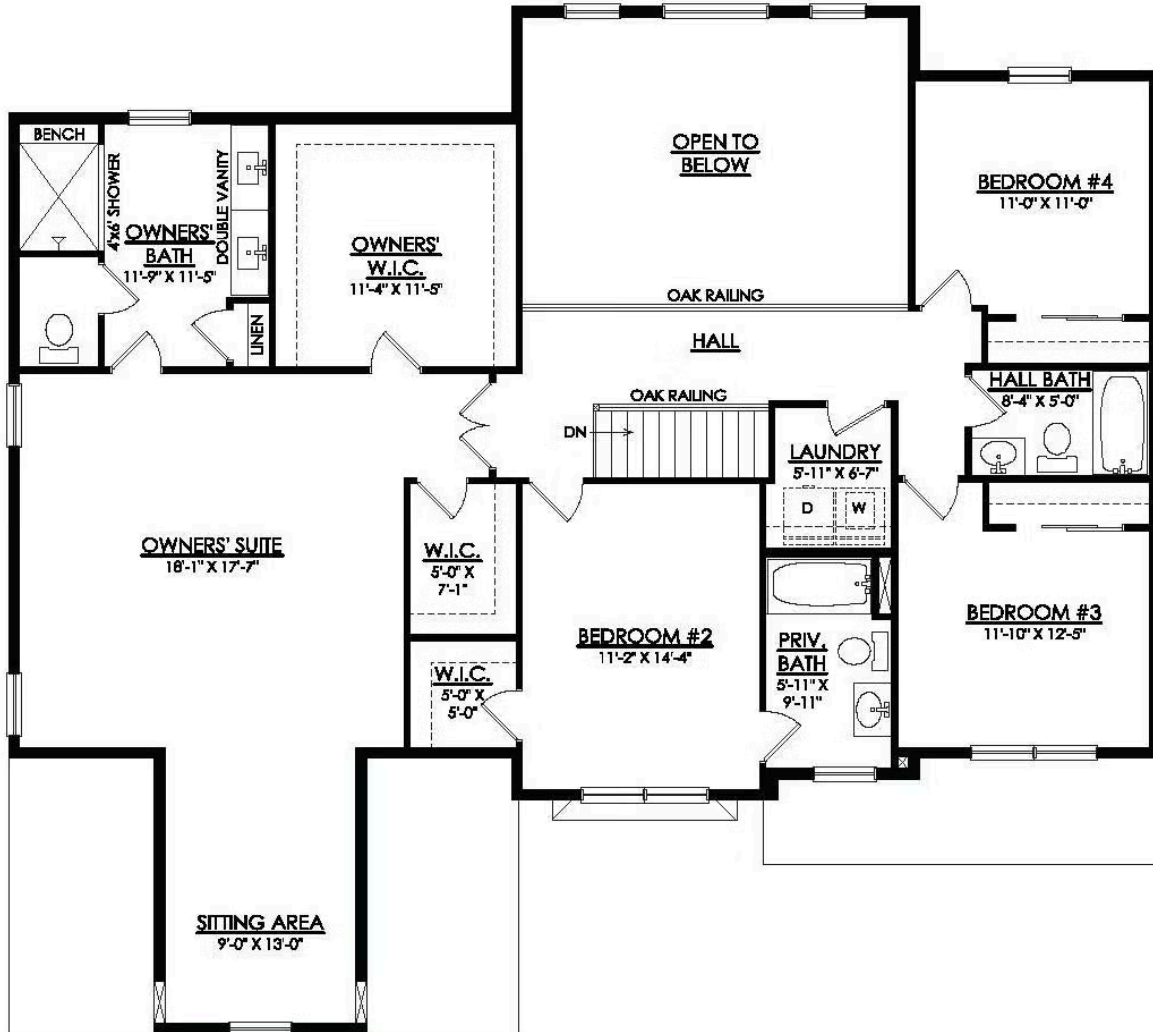 BENCH
4'x6' SHOWER
DOUBLE VANITY
OWNERS'
BATH
11'-9" X 11'-5"
LINEN
OWNERS'
W.I.C.
11'-4" X 11'-5"
OPEN TO
BELOW
OAK RAILING
BEDROOM #4
11'-0" X 11'-0"
HALL
OAK RAILING
DN
HALL BATH
8'-4" X 5'-0"
LAUNDRY
5'-11" X 6'-7"
D
W
OWNERS' SUITE
18'-1" X 17'-7"
W.I.C.
5'-0" X
7'-1"
BEDROOM #2
11'-2" X 14'-4"
PRIV.
BATH
5'-11" X
9'-11"
BEDROOM #3
11'-10" X 12'-5"
W.I.C.
5'-0" X
5'-0"
SITTING AREA
9'-0" X 13'-0"